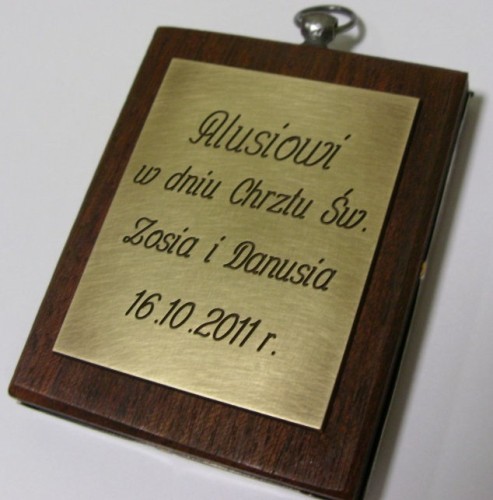 Alusiowi
w dniu Chrztu Św.
Zosia i Danusia
16.10.2011 r.